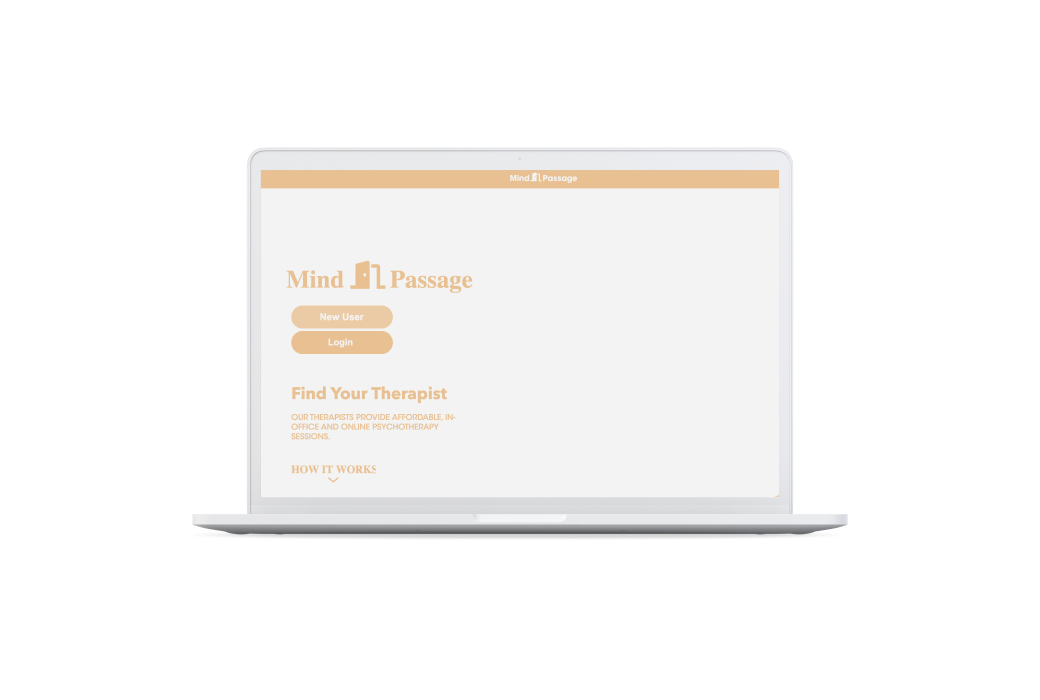 Mind Passage
Mind Passage
New User
Login
Find Your Therapist
OUR THERAPISTS PROVIDE AFFORDABLE, IN-
OFFICE AND ONLINE PSYCHOTHERAPY
SESSIONS.
HOW IT WORKS